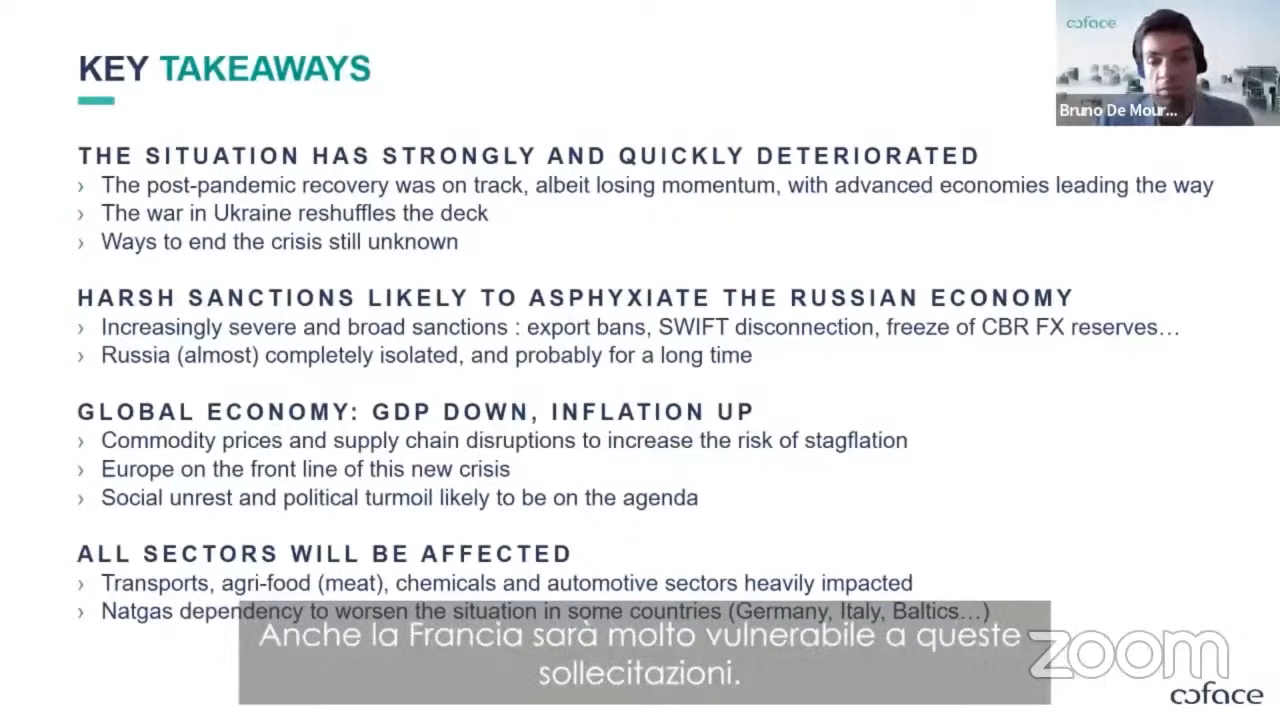 KEY TAKEAWAYS
coface
Bruno De Mour...
THE SITUATION HAS STRONGLY AND QUICKLY DETERIORATED
› The post-pandemic recovery was on track, albeit losing momentum, with advanced economies leading the way
› The war in Ukraine reshuffles the deck
› Ways to end the crisis still unknown
HARSH SANCTIONS LIKELY TO ASPHYXIATE THE RUSSIAN ECONOMY
› Increasingly severe and broad sanctions : export bans, SWIFT disconnection, freeze of CBR FX reserves…
› Russia (almost) completely isolated, and probably for a long time
GLOBAL ECONOMY: GDP DOWN, INFLATION UP
› Commodity prices and supply chain disruptions to increase the risk of stagflation
› Europe on the front line of this new crisis
› Social unrest and political turmoil likely to be on the agenda
ALL SECTORS WILL BE AFFECTED
› Transports, agri-food (meat), chemicals and automotive sectors heavily impacted
› Natgas dependency to worsen the situation in some countries (Germany, Italy, Baltics…)
Anche la Francia sarà molto vulnerabile a queste
sollecitazioni.
zoom
coface